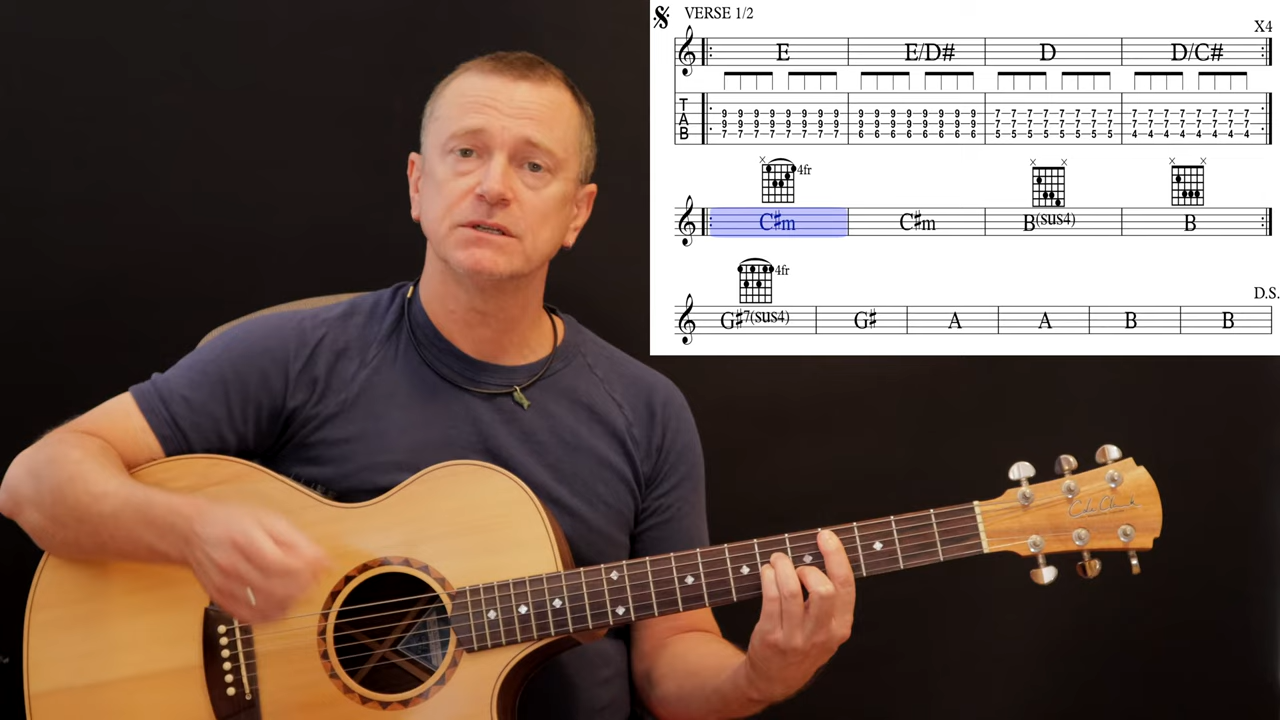 VERSE 1/2
X4
E E/D# D D/C#
T 9 9 9 9 9 9 9 9 9 9 9 9 9 9 9 9 7 7 7 7 7 7 7 7 7 7 7 7 7 7 7 7
A 9 9 9 9 9 9 9 9 9 9 9 9 9 9 9 9 7 7 7 7 7 7 7 7 7 7 7 7 7 7 7 7
B 7 7 7 7 7 7 7 7 6 6 6 6 6 6 6 6 5 5 5 5 5 5 5 5 4 4 4 4 4 4 4 4
x 4fr x x x x
C#m C#m B(sus4) B
4fr
D.S.
G#7(sus4) G# A A B B